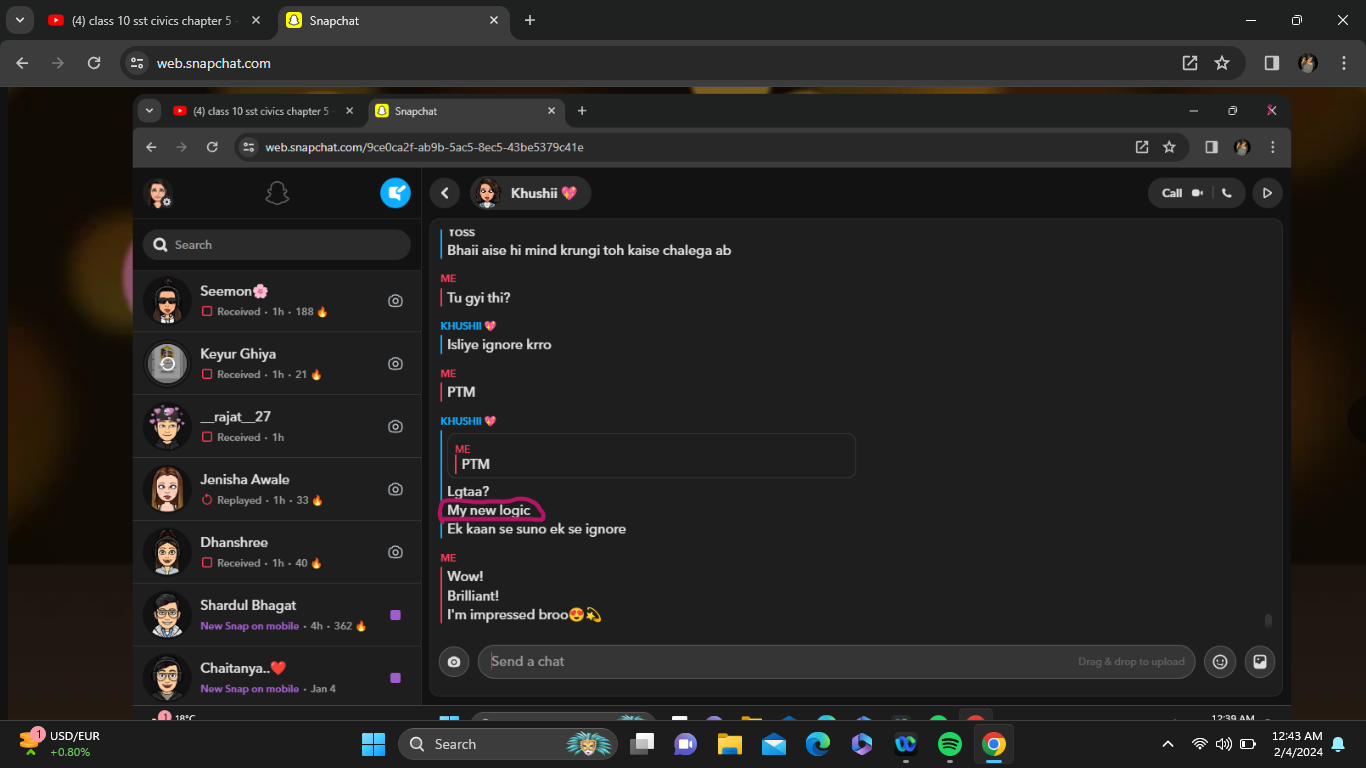 (4) class 10 sst civics chapter 5 -
Snapchat
web.snapchat.com
(4) class 10 sst civics chapter 5 -
Snapchat
web.snapchat.com/9ce0ca2f-ab9b-5ac5-8ec5-43be5379c41e
Search
Seemon🌸
Received · 1h · 188 🔥
Keyur Ghiya
Received · 1h · 21 🔥
__rajat__27
Received · 1h
Jenisha Awale
Replayed · 1h · 33 🔥
Dhanshree
Received · 1h · 40 🔥
Shardul Bhagat
New Snap on mobile · 4h · 362 🔥
Chaitanya..❤️
New Snap on mobile · Jan 4
Khushii 💖
Call
Yoss
Bhaii aise hi mind krungi toh kaise chalega ab
ME
Tu gyi thi?
KHUSHII 💖
Isliye ignore krro
ME
PTM
KHUSHII 💖
ME
PTM
Lgtaa?
My new logic
Ek kaan se suno ek se ignore
ME
Wow!
Brilliant!
I'm impressed broo😍💫
Send a chat
Drag & drop to upload
1
18°C
12:39 AM
1
USD/EUR
+0.80%
Search
12:43 AM
2/4/2024